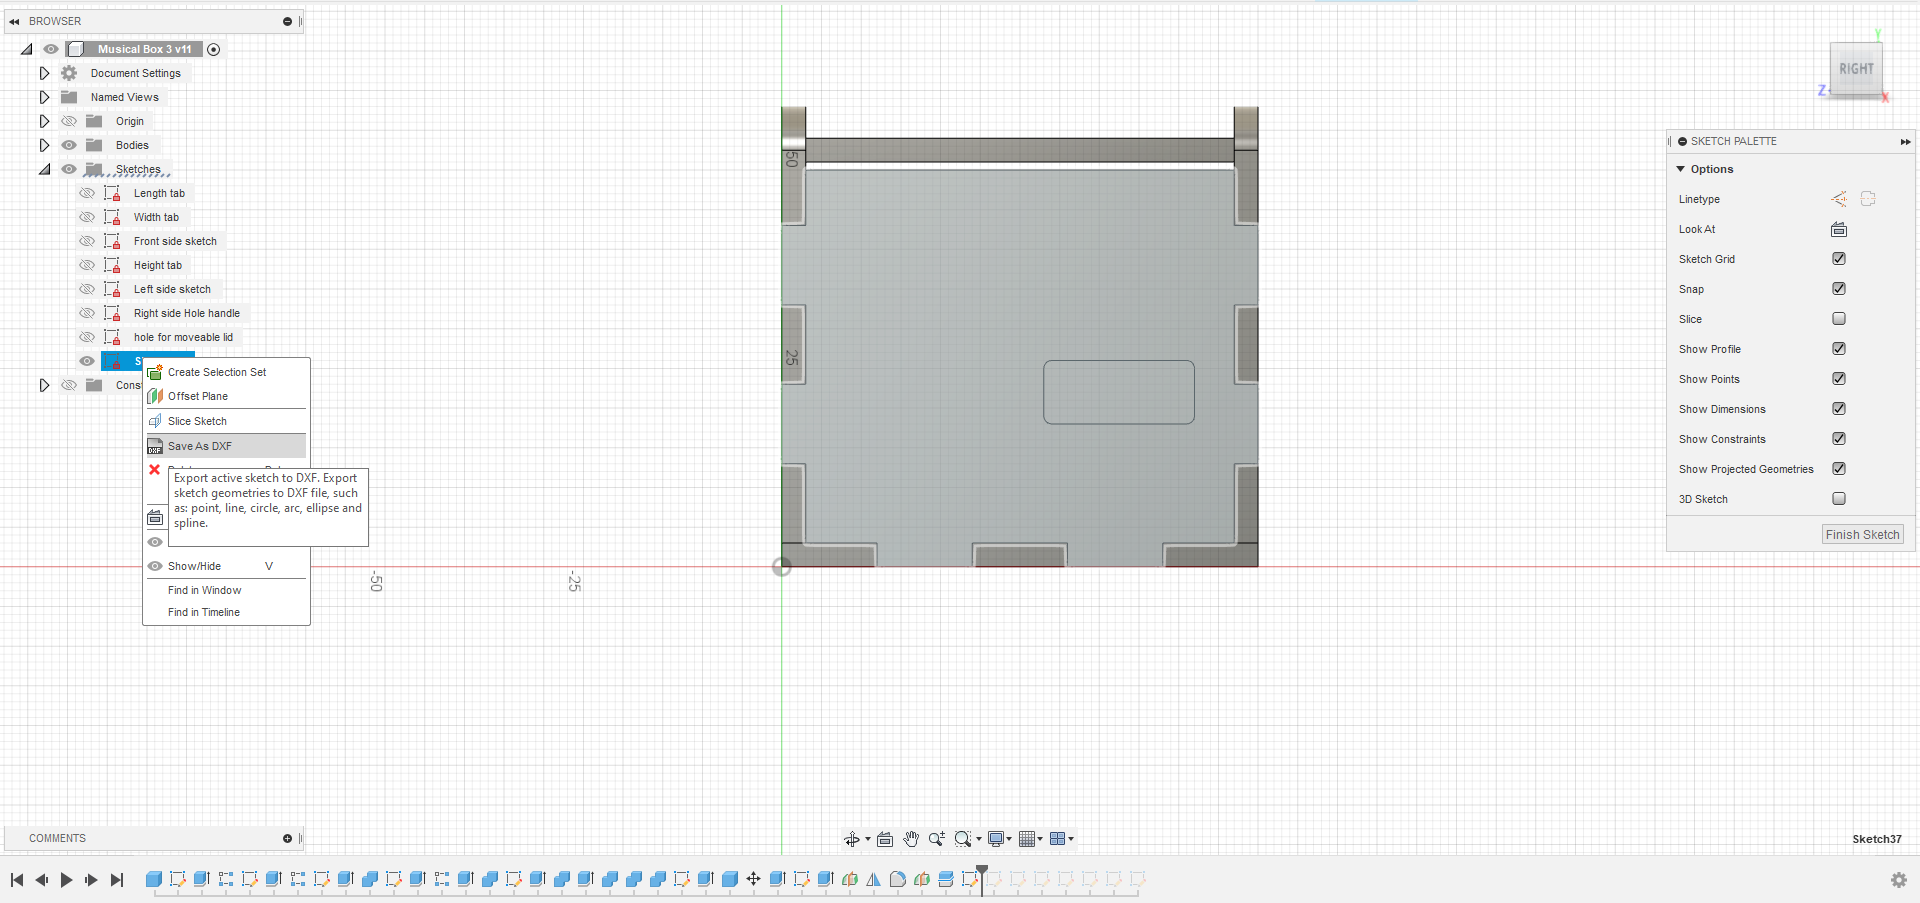 BROWSER
Musical Box 3 v11
Document Settings
Named Views
Origin
Bodies
Sketches
Length tab
Width tab
Front side sketch
Height tab
Left side sketch
Right side Hole handle
hole for moveable lid
S
Const
Create Selection Set
Offset Plane
Slice Sketch
DXF Save As DXF
Export active sketch to DXF. Export
sketch geometries to DXF file, such
as: point, line, circle, arc, ellipse and
spline.
Show/Hide V
Find in Window
Find in Timeline
50
25
-50
-25
Y
RIGHT
Z
X
SKETCH PALETTE
Options
Linetype
Look At
Sketch Grid
Snap
Slice
Show Profile
Show Points
Show Dimensions
Show Constraints
Show Projected Geometries
3D Sketch
Finish Sketch
COMMENTS
Sketch37